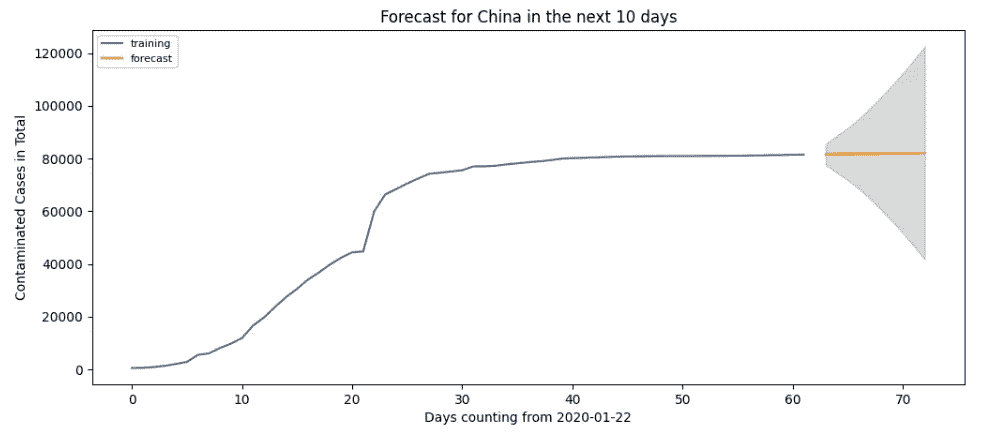 Forecast for China in the next 10 days
training
forecast
120000
100000
80000
60000
40000
20000
0
Contaminated Cases in Total
0 10 20 30 40 50 60 70
Days counting from 2020-01-22